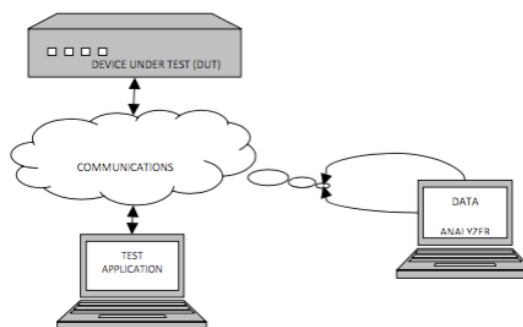 DEVICE UNDER TEST (DUT)
COMMUNICATIONS
TEST
APPLICATION
DATA
ANALYZER